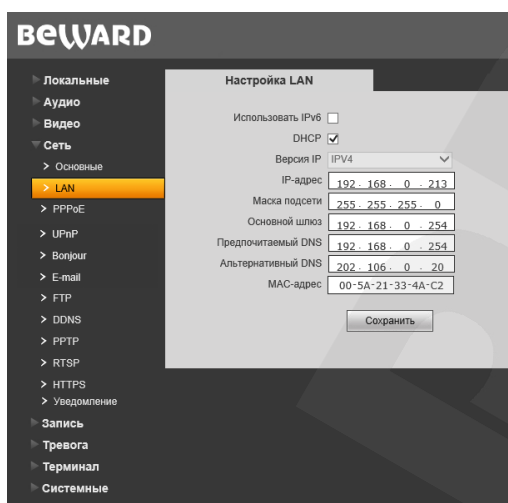 BEWARD
Локальные
Аудио
Видео
Сеть
Основные
LAN
PPPoE
UPnP
Bonjour
E-mail
FTP
DDNS
PPTP
RTSP
HTTPS
Уведомление
Запись
Тревога
Терминал
Системные
Настройка LAN
Использовать IPv6
DHCP
Версия IP IPV4
IP-адрес 192 . 168 . 0 . 213
Маска подсети 255 . 255 . 255 . 0
Основной шлюз 192 . 168 . 0 . 254
Предпочитаемый DNS 192 . 168 . 0 . 254
Альтернативный DNS 202 . 106 . 0 . 20
MAC-адрес 00-5A-21-33-4A-C2
Сохранить